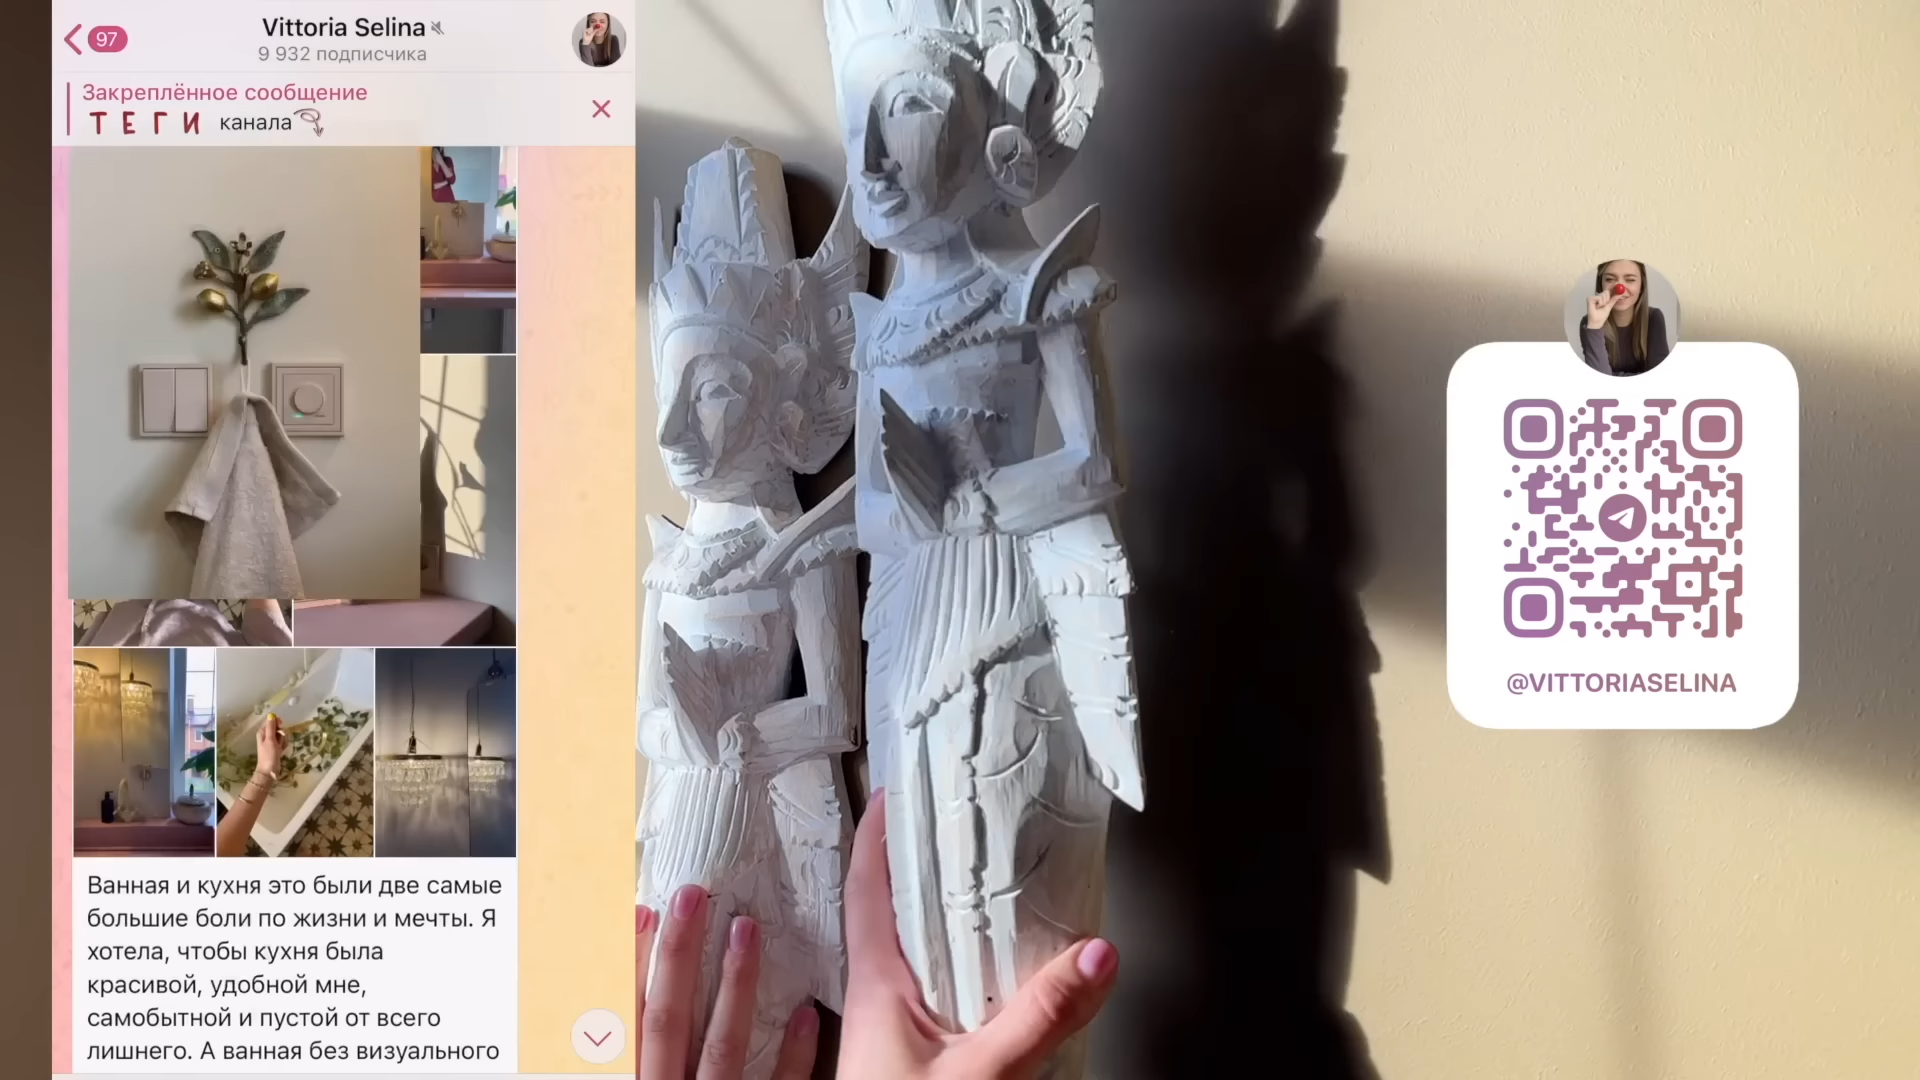 97
Vittoria Selina
9 932 подписчика
Закреплённое сообщение
ТЕГИ канала
Ванная и кухня это были две самые
большие боли по жизни и мечты. Я
хотела, чтобы кухня была
красивой, удобной мне,
самобытной и пустой от всего
лишнего. А ванная без визуального
@VITTORIASELINA